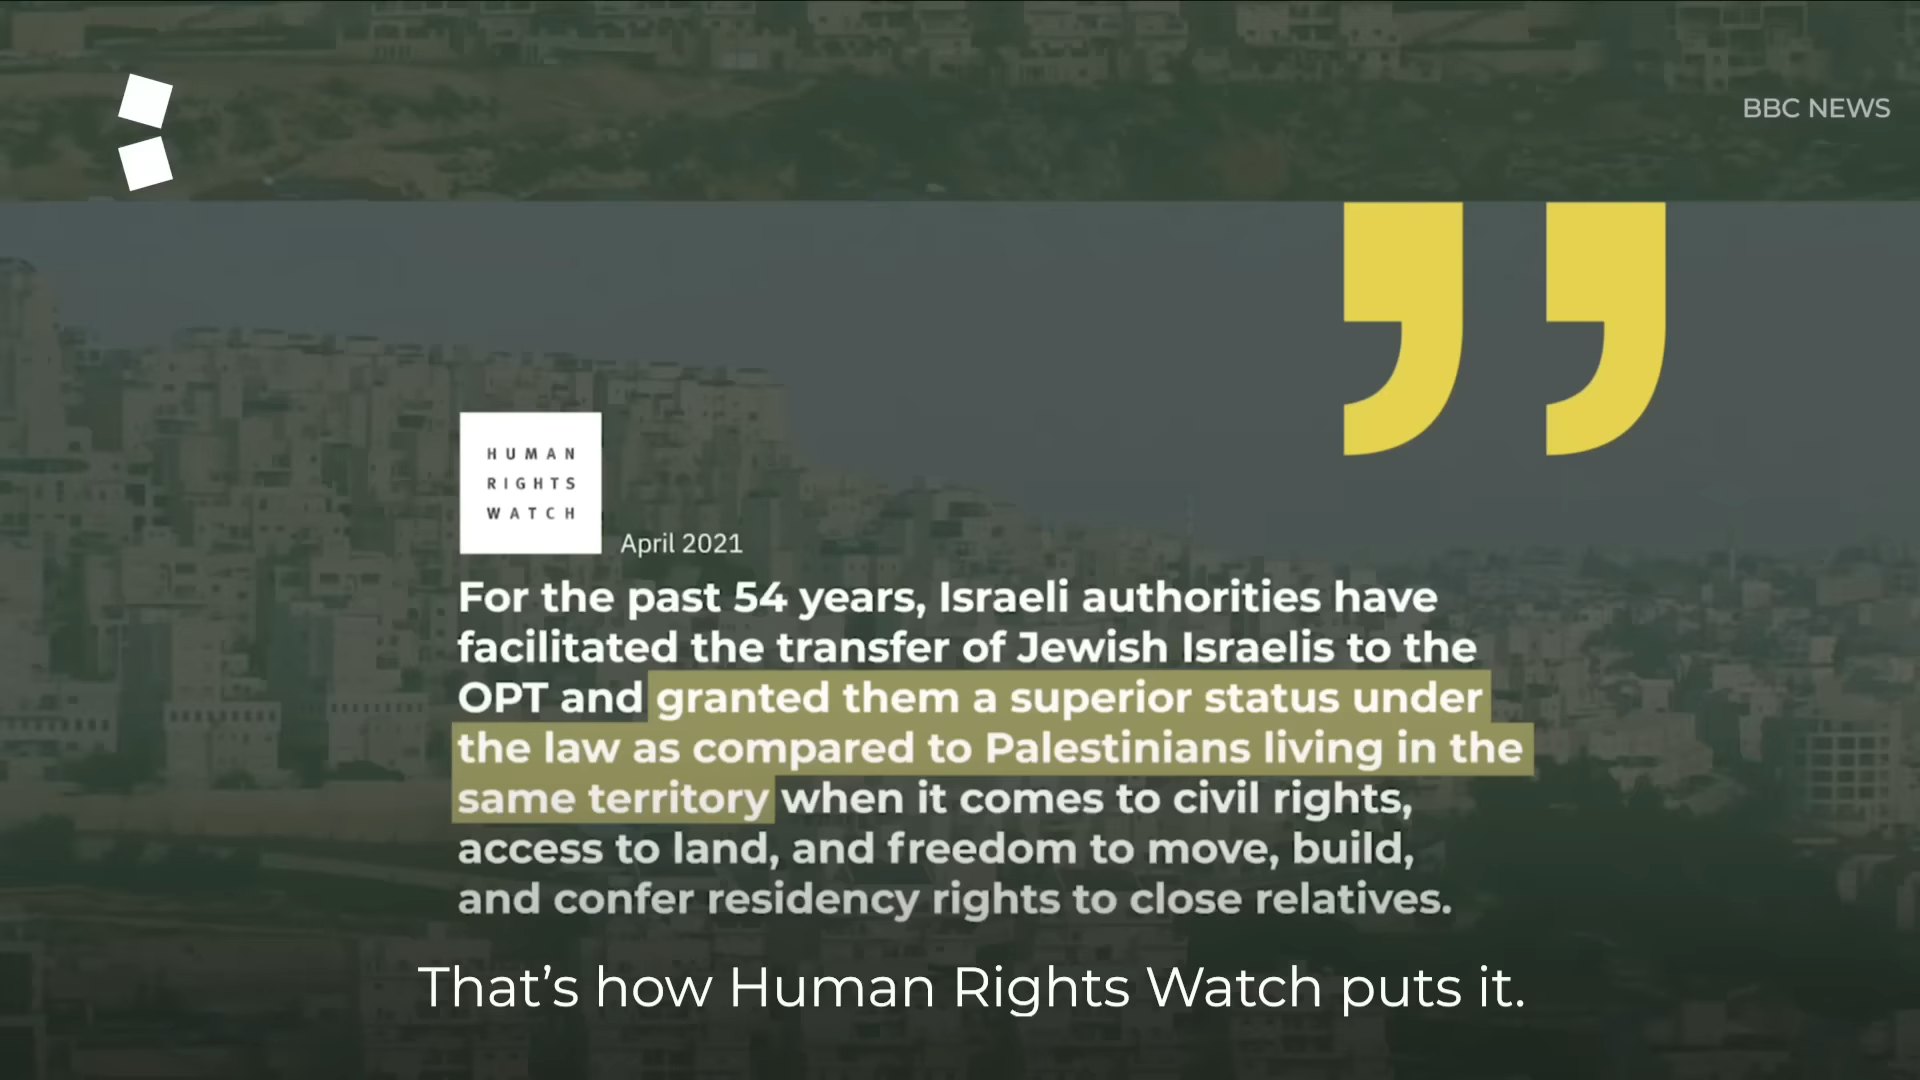 BBC NEWS
HUMAN
RIGHTS
WATCH
April 2021
For the past 54 years, Israeli authorities have
facilitated the transfer of Jewish Israelis to the
OPT and granted them a superior status under
the law as compared to Palestinians living in the
same territory when it comes to civil rights,
access to land, and freedom to move, build,
and confer residency rights to close relatives.
That’s how Human Rights Watch puts it.